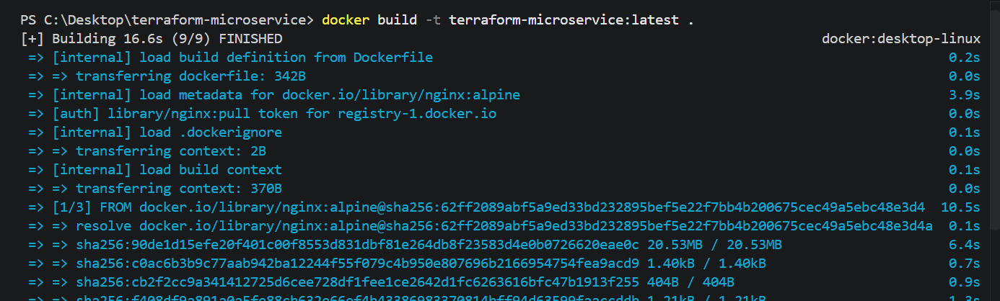 PS C:\Desktop\terraform-microservice> docker build -t terraform-microservice:latest .
[+] Building 16.6s (9/9) FINISHED docker:desktop-linux
=> [internal] load build definition from Dockerfile 0.2s
=> => transferring dockerfile: 342B 0.0s
=> [internal] load metadata for docker.io/library/nginx:alpine 3.9s
=> [auth] library/nginx:pull token for registry-1.docker.io 0.0s
=> [internal] load .dockerignore 0.1s
=> => transferring context: 2B 0.0s
=> [internal] load build context 0.1s
=> => transferring context: 370B 0.0s
=> [1/3] FROM docker.io/library/nginx:alpine@sha256:62ff2089abf5a9ed33bd232895bef5e22f7bb4b200675cec49a5ebc48e3d4 10.5s
=> => resolve docker.io/library/nginx:alpine@sha256:62ff2089abf5a9ed33bd232895bef5e22f7bb4b200675cec49a5ebc48e3d4a 0.1s
=> => sha256:90de1d15efe20f401c00f8553d831dbf81e264db8f23583d4e0b0726620eae0c 20.53MB / 20.53MB 6.4s
=> => sha256:c0ac6b3b9c77aab942ba12244f55f079c4b950e807696b2166954754fea9acd9 1.40kB / 1.40kB 0.7s
=> => sha256:cb2f2cc9a341412725d6cee728df1fee1ce2642d1fc6263616bfc47b1913f255 404B / 404B 0.9s
=> => 1.21kB / 1.21kB 1.3s